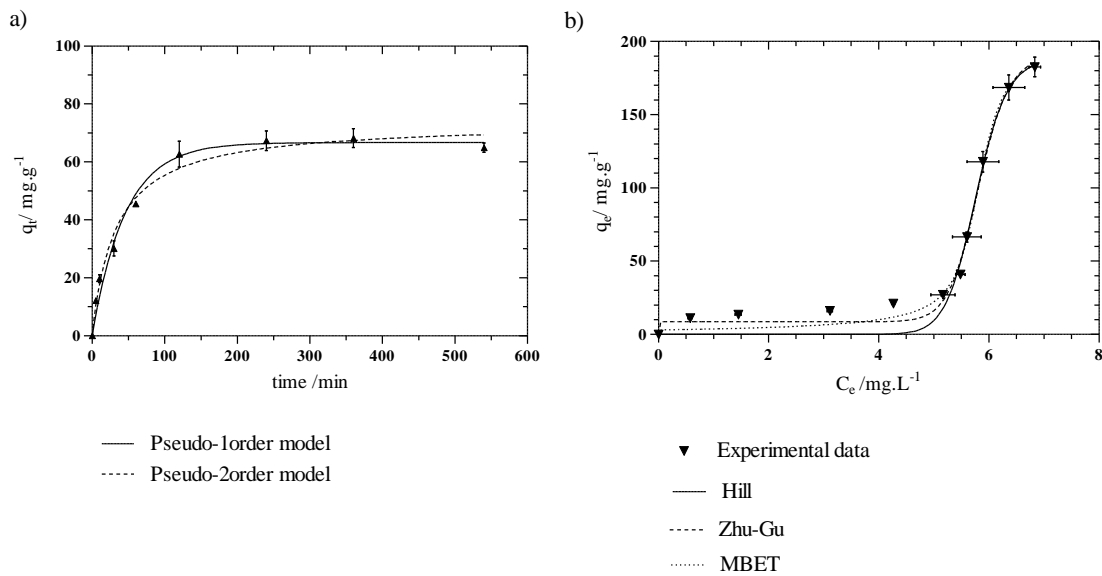 a)
100
80
60
40
20
0
q_t/ mg.g^-1
0 100 200 300 400 500 600
time /min
Pseudo-1order model
Pseudo-2order model
b)
200
150
100
50
0
q_e/ mg.g^-1
0 2 4 6 8
C_e /mg.L^-1
Experimental data
Hill
Zhu-Gu
MBET